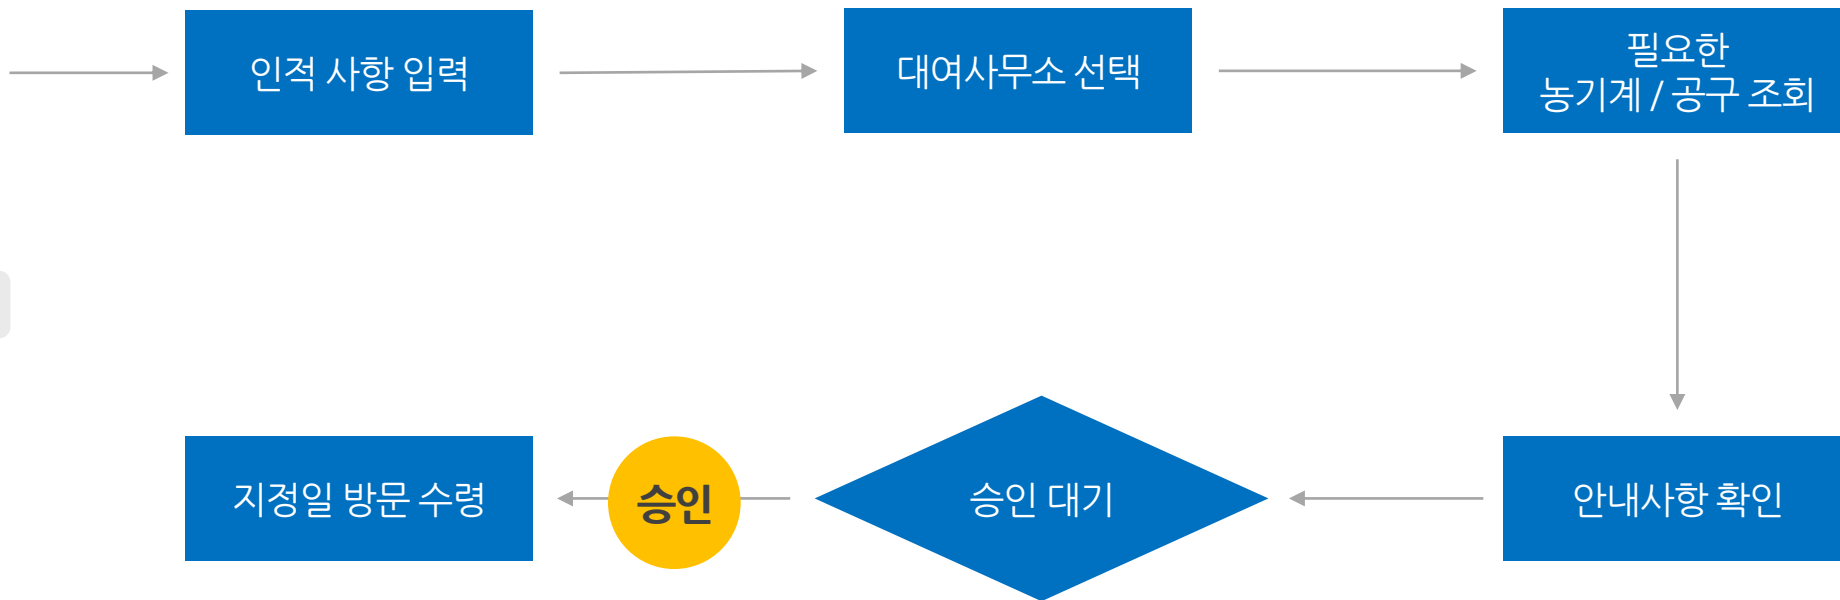 인적 사항 입력
대여사무소 선택
필요한
농기계 / 공구 조회
안내사항 확인
승인 대기
승인
지정일 방문 수령